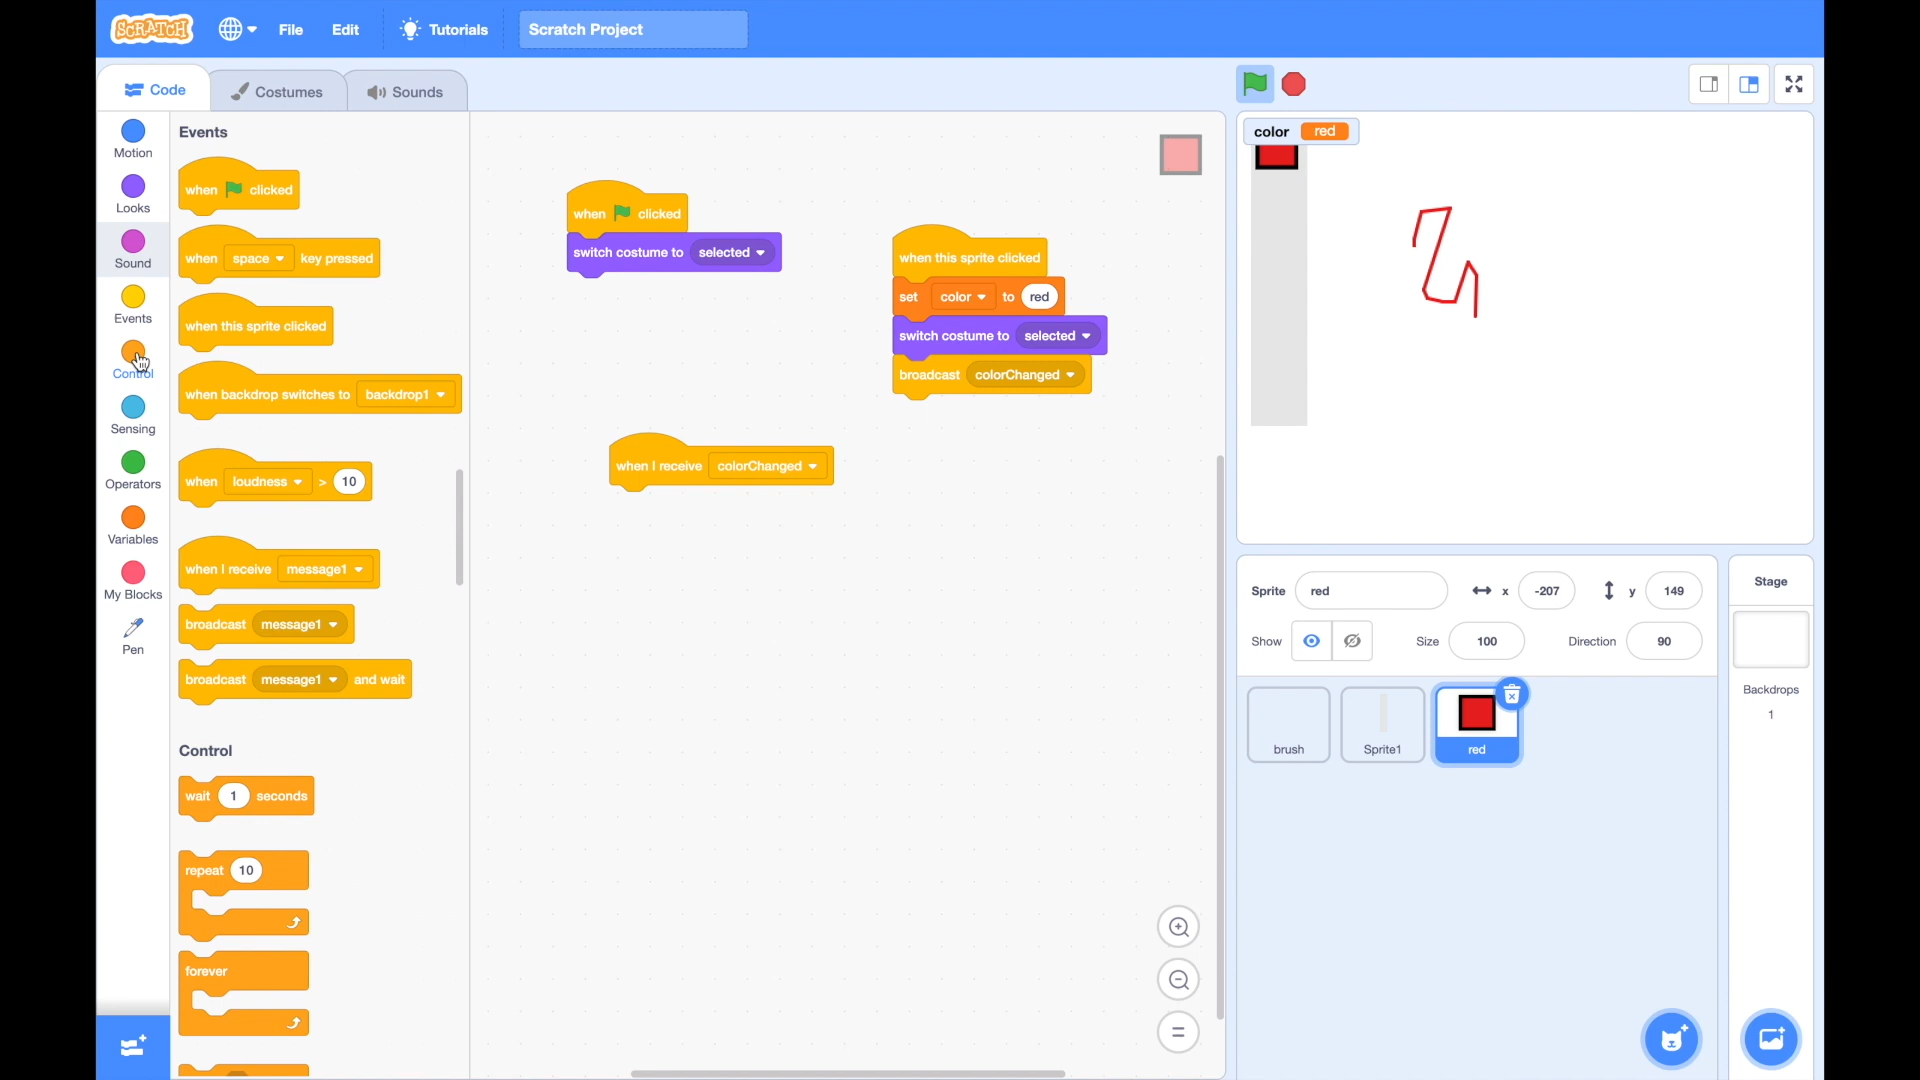 SCRATCH File Edit Tutorials Scratch Project
Code Costumes Sounds
Motion
Looks
Sound
Events
Control
Sensing
Operators
Variables
My Blocks
Pen
Events
when clicked
when space key pressed
when this sprite clicked
when backdrop switches to backdrop1
when loudness > 10
when I receive message1
broadcast message1
broadcast message1 and wait
Control
wait 1 seconds
repeat 10
forever
when clicked
switch costume to selected
when this sprite clicked
set color to red
switch costume to selected
broadcast colorChanged
when I receive colorChanged
color red
Sprite red x -207 y 149
Show Size 100 Direction 90
brush Sprite1 red
Stage
Backdrops
1